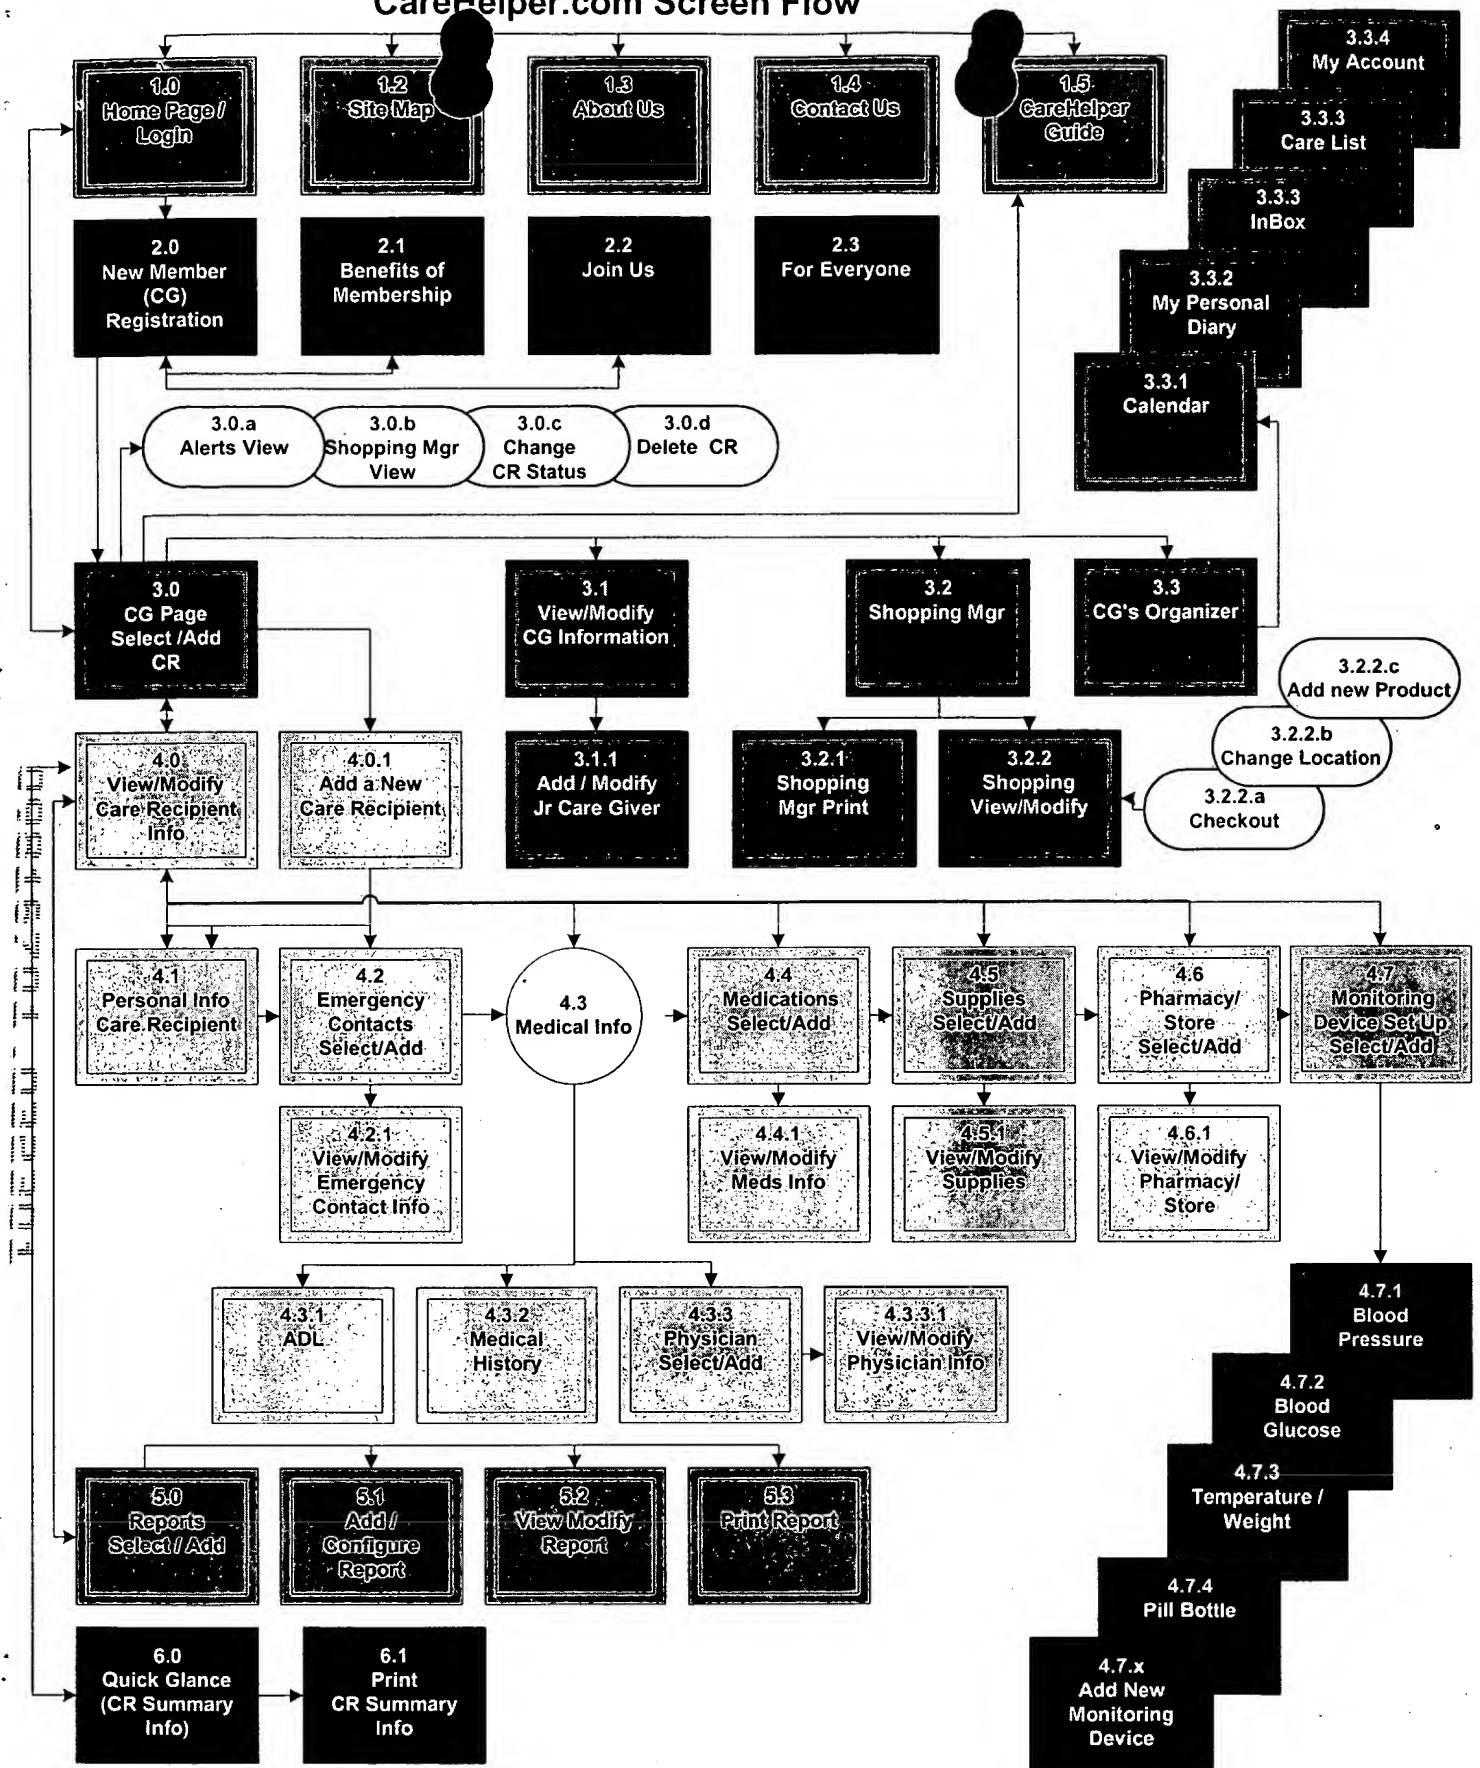 CareHelper.com Screen Flow
1.0
Home Page /
Login
1.2
Site Map
1.3
About Us
1.4
Contact Us
1.5
CareHelper
Guide
3.3.4
My Account
3.3.3
Care List
3.3.3
InBox
3.3.2
My Personal
Diary
3.3.1
Calendar
2.0
New Member
(CG)
Registration
2.1
Benefits of
Membership
2.2
Join Us
2.3
For Everyone
3.0.a
Alerts View
3.0.b
Shopping Mgr
View
3.0.c
Change
CR Status
3.0.d
Delete CR
3.0
CG Page
Select /Add
CR
3.1
View/Modify
CG Information
3.2
Shopping Mgr
3.3
CG's Organizer
3.2.2.c
Add new Product
3.2.2.b
Change Location
3.2.2.a
Checkout
4.0
View/Modify
Care Recipient
Info
4.0.1
Add a New
Care Recipient
3.1.1
Add / Modify
Jr Care Giver
3.2.1
Shopping
Mgr Print
3.2.2
Shopping
View/Modify
4.1
Personal Info
Care Recipient
4.2
Emergency
Contacts
Select/Add
4.3
Medical Info
4.4
Medications
Select/Add
4.5
Supplies
Select/Add
4.6
Pharmacy/
Store
Select/Add
4.7
Monitoring
Device Set Up
Select/Add
4.2.1
View/Modify
Emergency
Contact Info
4.4.1
View/Modify
Meds Info
4.5.1
View/Modify
Supplies
4.6.1
View/Modify
Pharmacy/
Store
4.3.1
ADL
4.3.2
Medical
History
4.3.3
Physician
Select/Add
4.3.3.1
View/Modify
Physician Info
4.7.1
Blood
Pressure
4.7.2
Blood
Glucose
4.7.3
Temperature /
Weight
4.7.4
Pill Bottle
4.7.x
Add New
Monitoring
Device
5.0
Reports
Select / Add
5.1
Add /
Configure
Report
5.2
View Modify
Report
5.3
Print Report
6.0
Quick Glance
(CR Summary
Info)
6.1
Print
CR Summary
Info